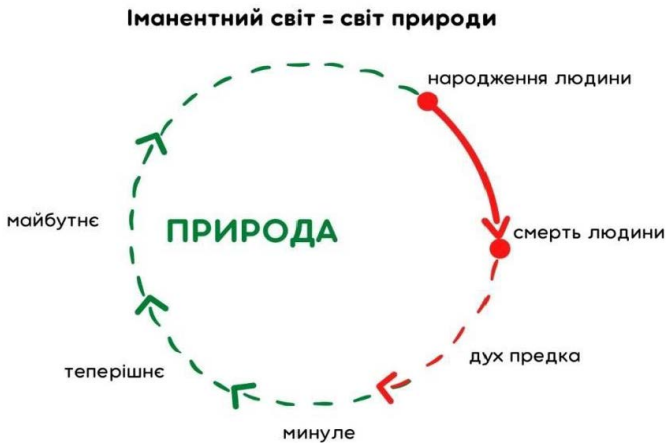 Іманентний світ = світ природи
народження людини
майбутнє
ПРИРОДА
смерть людини
дух предка
теперішнє
минуле